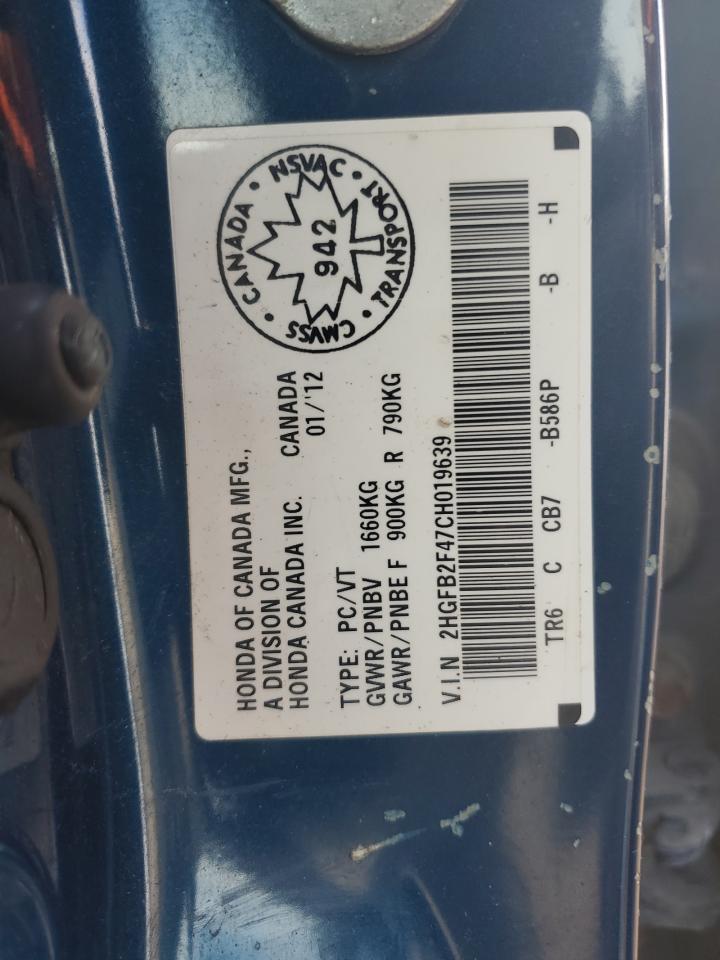 HONDA OF CANADA MFG.,
A DIVISION OF
HONDA CANADA INC. CANADA
01/'12
TYPE: PC/VT
GVWR/PNBV 1660KG
GAWR/PNBE F 900KG R 790KG
V.I.N 2HGFB2F47CH019639
TR6 C CB7 -B586P -B -H
CANADA • NSVAC • TRANSPORT • CMVSS •
942